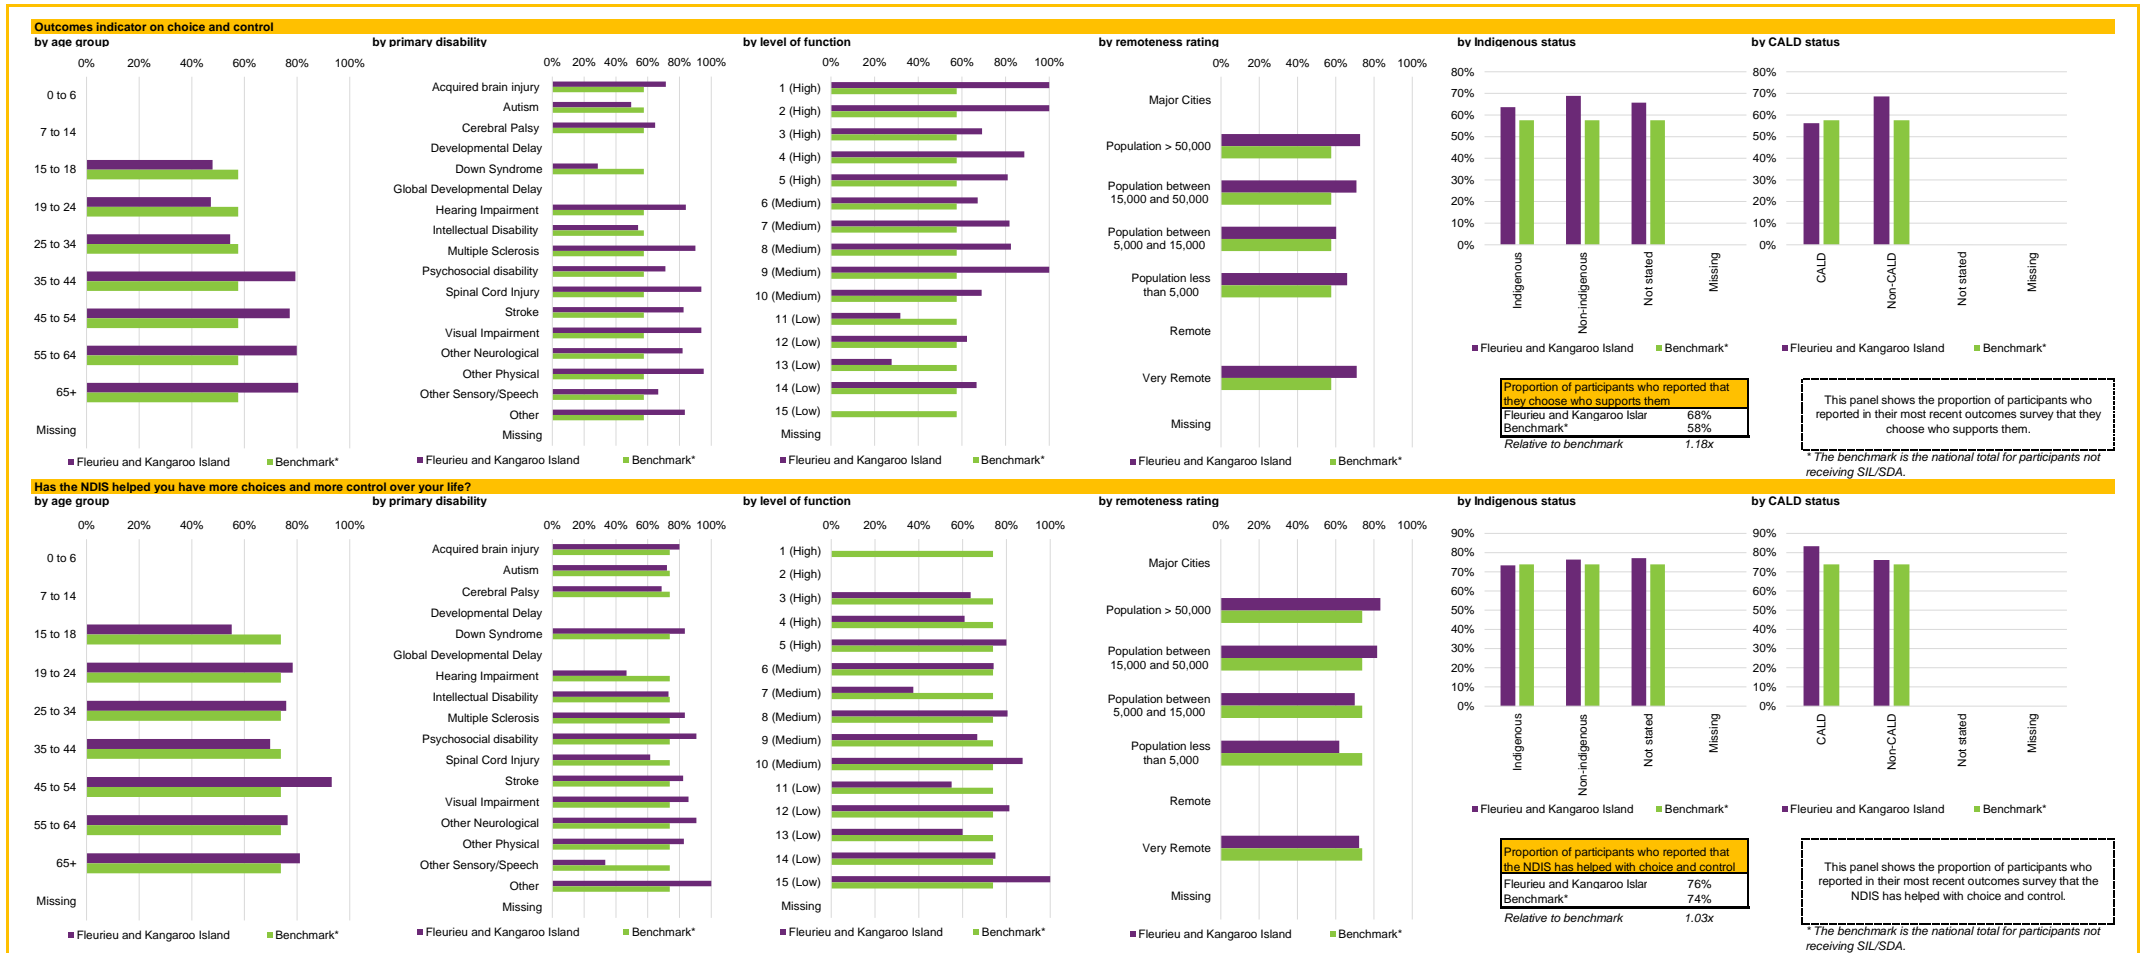 Outcomes indicator on choice and control
by age group
0% 20% 40% 60% 80% 100%
0 to 6
7 to 14
15 to 18
19 to 24
25 to 34
35 to 44
45 to 54
55 to 64
65+
Missing
Fleurieu and Kangaroo Island Benchmark*
by primary disability
0% 20% 40% 60% 80% 100%
Acquired brain injury
Autism
Cerebral Palsy
Developmental Delay
Down Syndrome
Global Developmental Delay
Hearing Impairment
Intellectual Disability
Multiple Sclerosis
Psychosocial disability
Spinal Cord Injury
Stroke
Visual Impairment
Other Neurological
Other Physical
Other Sensory/Speech
Other
Missing
Fleurieu and Kangaroo Island Benchmark*
by level of function
0% 20% 40% 60% 80% 100%
1 (High)
2 (High)
3 (High)
4 (High)
5 (High)
6 (Medium)
7 (Medium)
8 (Medium)
9 (Medium)
10 (Medium)
11 (Low)
12 (Low)
13 (Low)
14 (Low)
15 (Low)
Missing
Fleurieu and Kangaroo Island Benchmark*
by remoteness rating
0% 20% 40% 60% 80% 100%
Major Cities
Population > 50,000
Population between
15,000 and 50,000
Population between
5,000 and 15,000
Population less
than 5,000
Remote
Very Remote
Missing
Fleurieu and Kangaroo Island Benchmark*
by Indigenous status
80%
70%
60%
50%
40%
30%
20%
10%
0%
Indigenous
Non-indigenous
Not stated
Missing
Fleurieu and Kangaroo Island Benchmark*
by CALD status
80%
70%
60%
50%
40%
30%
20%
10%
0%
CALD
Non-CALD
Not stated
Missing
Fleurieu and Kangaroo Island Benchmark*
Proportion of participants who reported that
they choose who supports them
Fleurieu and Kangaroo Islar 68%
Benchmark* 58%
Relative to benchmark 1.18x
This panel shows the proportion of participants who
reported in their most recent outcomes survey that they
choose who supports them.
* The benchmark is the national total for participants not
receiving SIL/SDA.
Has the NDIS helped you have more choices and more control over your life?
by age group
0% 20% 40% 60% 80% 100%
0 to 6
7 to 14
15 to 18
19 to 24
25 to 34
35 to 44
45 to 54
55 to 64
65+
Missing
Fleurieu and Kangaroo Island Benchmark*
by primary disability
0% 20% 40% 60% 80% 100%
Acquired brain injury
Autism
Cerebral Palsy
Developmental Delay
Down Syndrome
Global Developmental Delay
Hearing Impairment
Intellectual Disability
Multiple Sclerosis
Psychosocial disability
Spinal Cord Injury
Stroke
Visual Impairment
Other Neurological
Other Physical
Other Sensory/Speech
Other
Missing
Fleurieu and Kangaroo Island Benchmark*
by level of function
0% 20% 40% 60% 80% 100%
1 (High)
2 (High)
3 (High)
4 (High)
5 (High)
6 (Medium)
7 (Medium)
8 (Medium)
9 (Medium)
10 (Medium)
11 (Low)
12 (Low)
13 (Low)
14 (Low)
15 (Low)
Missing
Fleurieu and Kangaroo Island Benchmark*
by remoteness rating
0% 20% 40% 60% 80% 100%
Major Cities
Population > 50,000
Population between
15,000 and 50,000
Population between
5,000 and 15,000
Population less
than 5,000
Remote
Very Remote
Missing
Fleurieu and Kangaroo Island Benchmark*
by Indigenous status
90%
80%
70%
60%
50%
40%
30%
20%
10%
0%
Indigenous
Non-indigenous
Not stated
Missing
Fleurieu and Kangaroo Island Benchmark*
by CALD status
90%
80%
70%
60%
50%
40%
30%
20%
10%
0%
CALD
Non-CALD
Not stated
Missing
Fleurieu and Kangaroo Island Benchmark*
Proportion of participants who reported that
the NDIS has helped with choice and control
Fleurieu and Kangaroo Islar 76%
Benchmark* 74%
Relative to benchmark 1.03x
This panel shows the proportion of participants who
reported in their most recent outcomes survey that the
NDIS has helped with choice and control.
* The benchmark is the national total for participants not
receiving SIL/SDA.